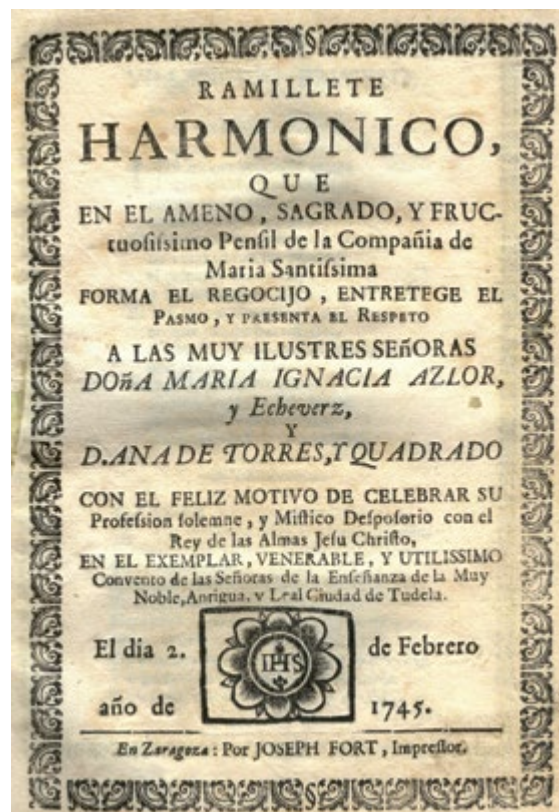 RAMILLETE
HARMONICO,
QUE
EN EL AMENO, SAGRADO, Y FRUC-
tuosissimo Pensil de la Compañia de
Maria Santissima
FORMA EL REGOCIJO, ENTRETEGE EL
PASMO, Y PRESENTA EL RESPETO
A LAS MUY ILUSTRES SEñORAS
DOñA MARIA IGNACIA AZLOR,
y Echeverz,
Y
D.ANA DE TORRES,Y QUADRADO
CON EL FELIZ MOTIVO DE CELEBRAR SU
Profession solemne, y Mistico Desposorio con el
Rey de las Almas Jesu Christo,
EN EL EXEMPLAR, VENERABLE, Y UTILISSIMO
Convento de las Señoras de la Enseñanza de la Muy
Noble, Antigua, y Leal Ciudad de Tudela.
El dia 2. de Febrero
IHS
año de 1745.
En Zaragoza: Por JOSEPH FORT, Impressor.